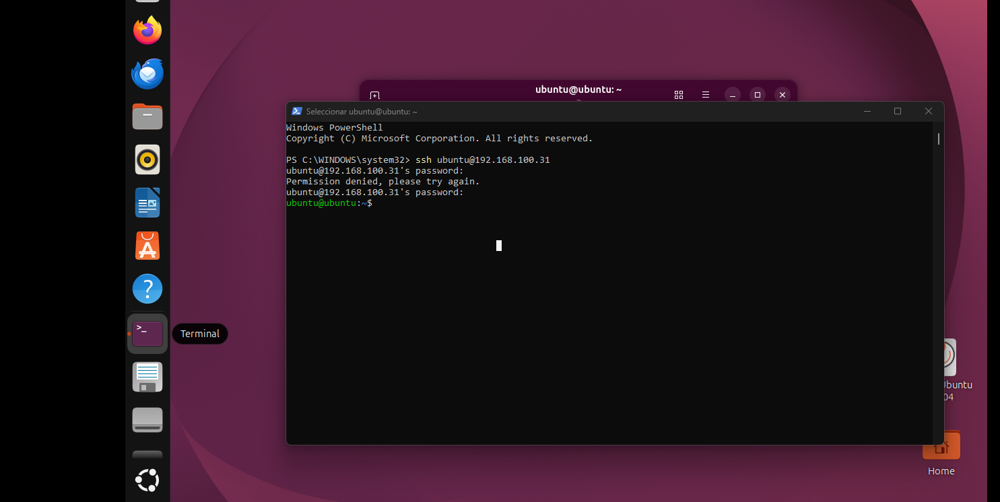 ubuntu@ubuntu: ~
~
Seleccionar ubuntu@ubuntu: ~
Windows PowerShell
Copyright (C) Microsoft Corporation. All rights reserved.
PS C:\WINDOWS\system32> ssh ubuntu@192.168.100.31
ubuntu@192.168.100.31's password:
Permission denied, please try again.
ubuntu@192.168.100.31's password:
ubuntu@ubuntu:~$
Terminal
Ubuntu
04
Home